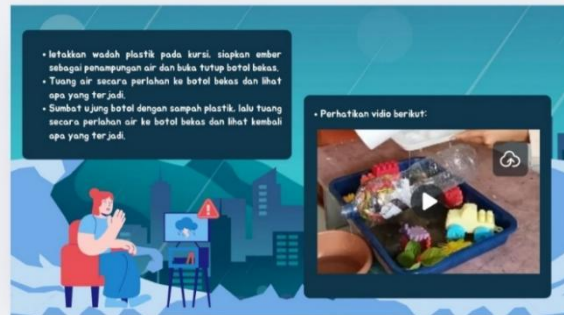 • letakkan wadah plastik pada kursi, siapkan ember
sebagai penampungan air dan buka tutup botol bekas.
• Tuang air secara perlahan ke botol bekas dan lihat
apa yang terjadi.
• Sumbat ujung botol dengan sampah plastik, lalu tuang
secara perlahan air ke botol bekas dan lihat kembali
apa yang terjadi.
• Perhatikan vidio berikut: